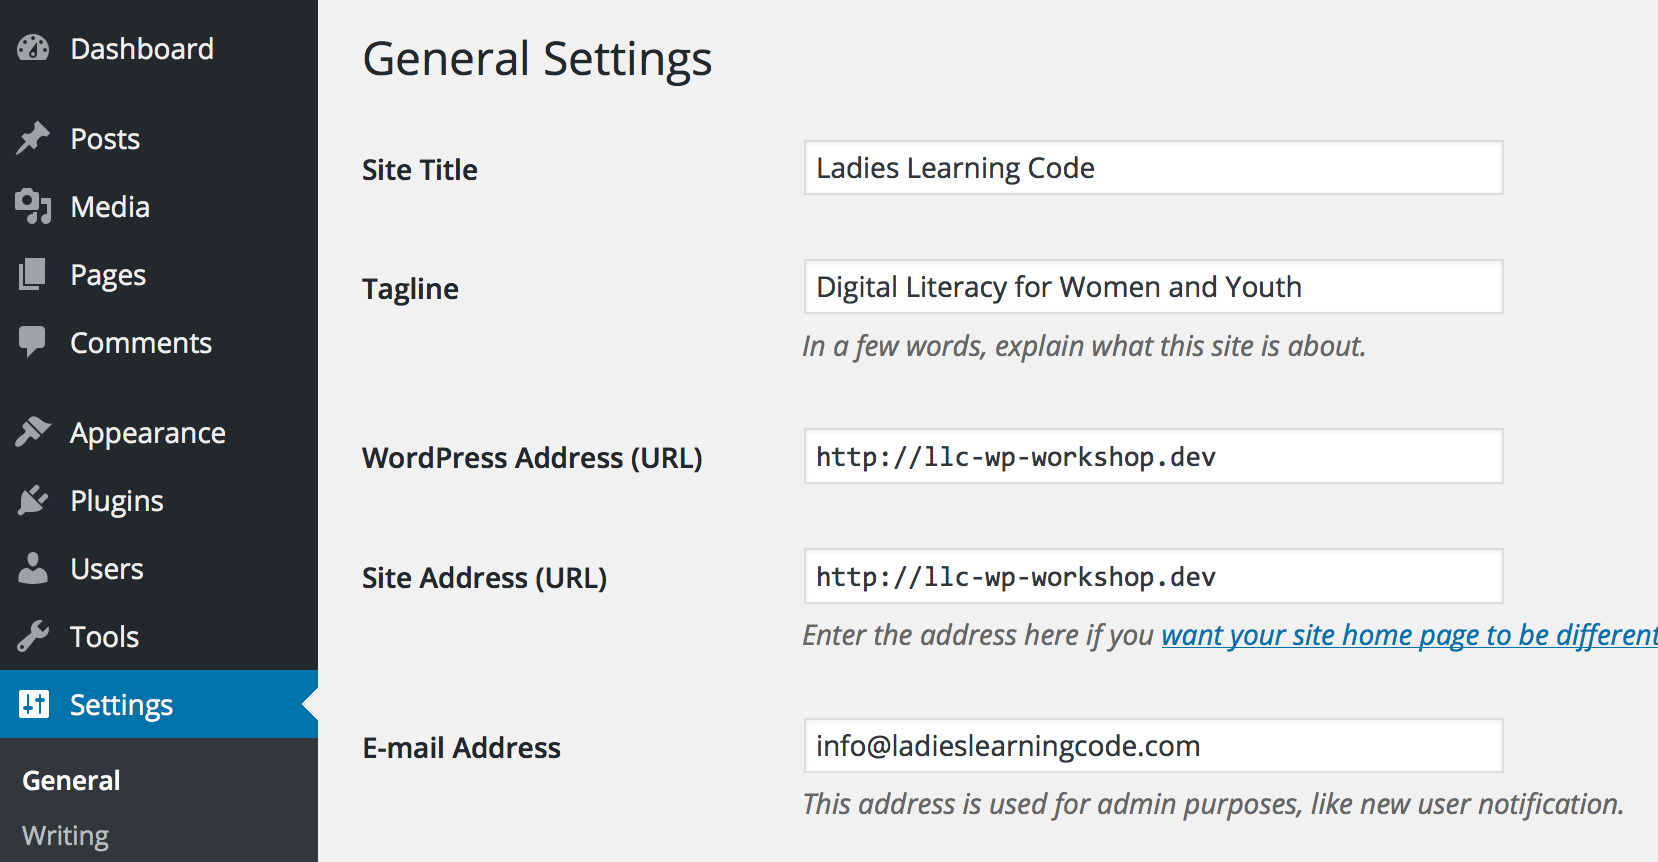 Dashboard
Posts
Media
Pages
Comments
Appearance
Plugins
Users
Tools
Settings
General
Writing
General Settings
Site Title
Ladies Learning Code
Tagline
Digital Literacy for Women and Youth
In a few words, explain what this site is about.
WordPress Address (URL)
http://llc-wp-workshop.dev
Site Address (URL)
http://llc-wp-workshop.dev
Enter the address here if you want your site home page to be different
E-mail Address
info@ladieslearningcode.com
This address is used for admin purposes, like new user notification.